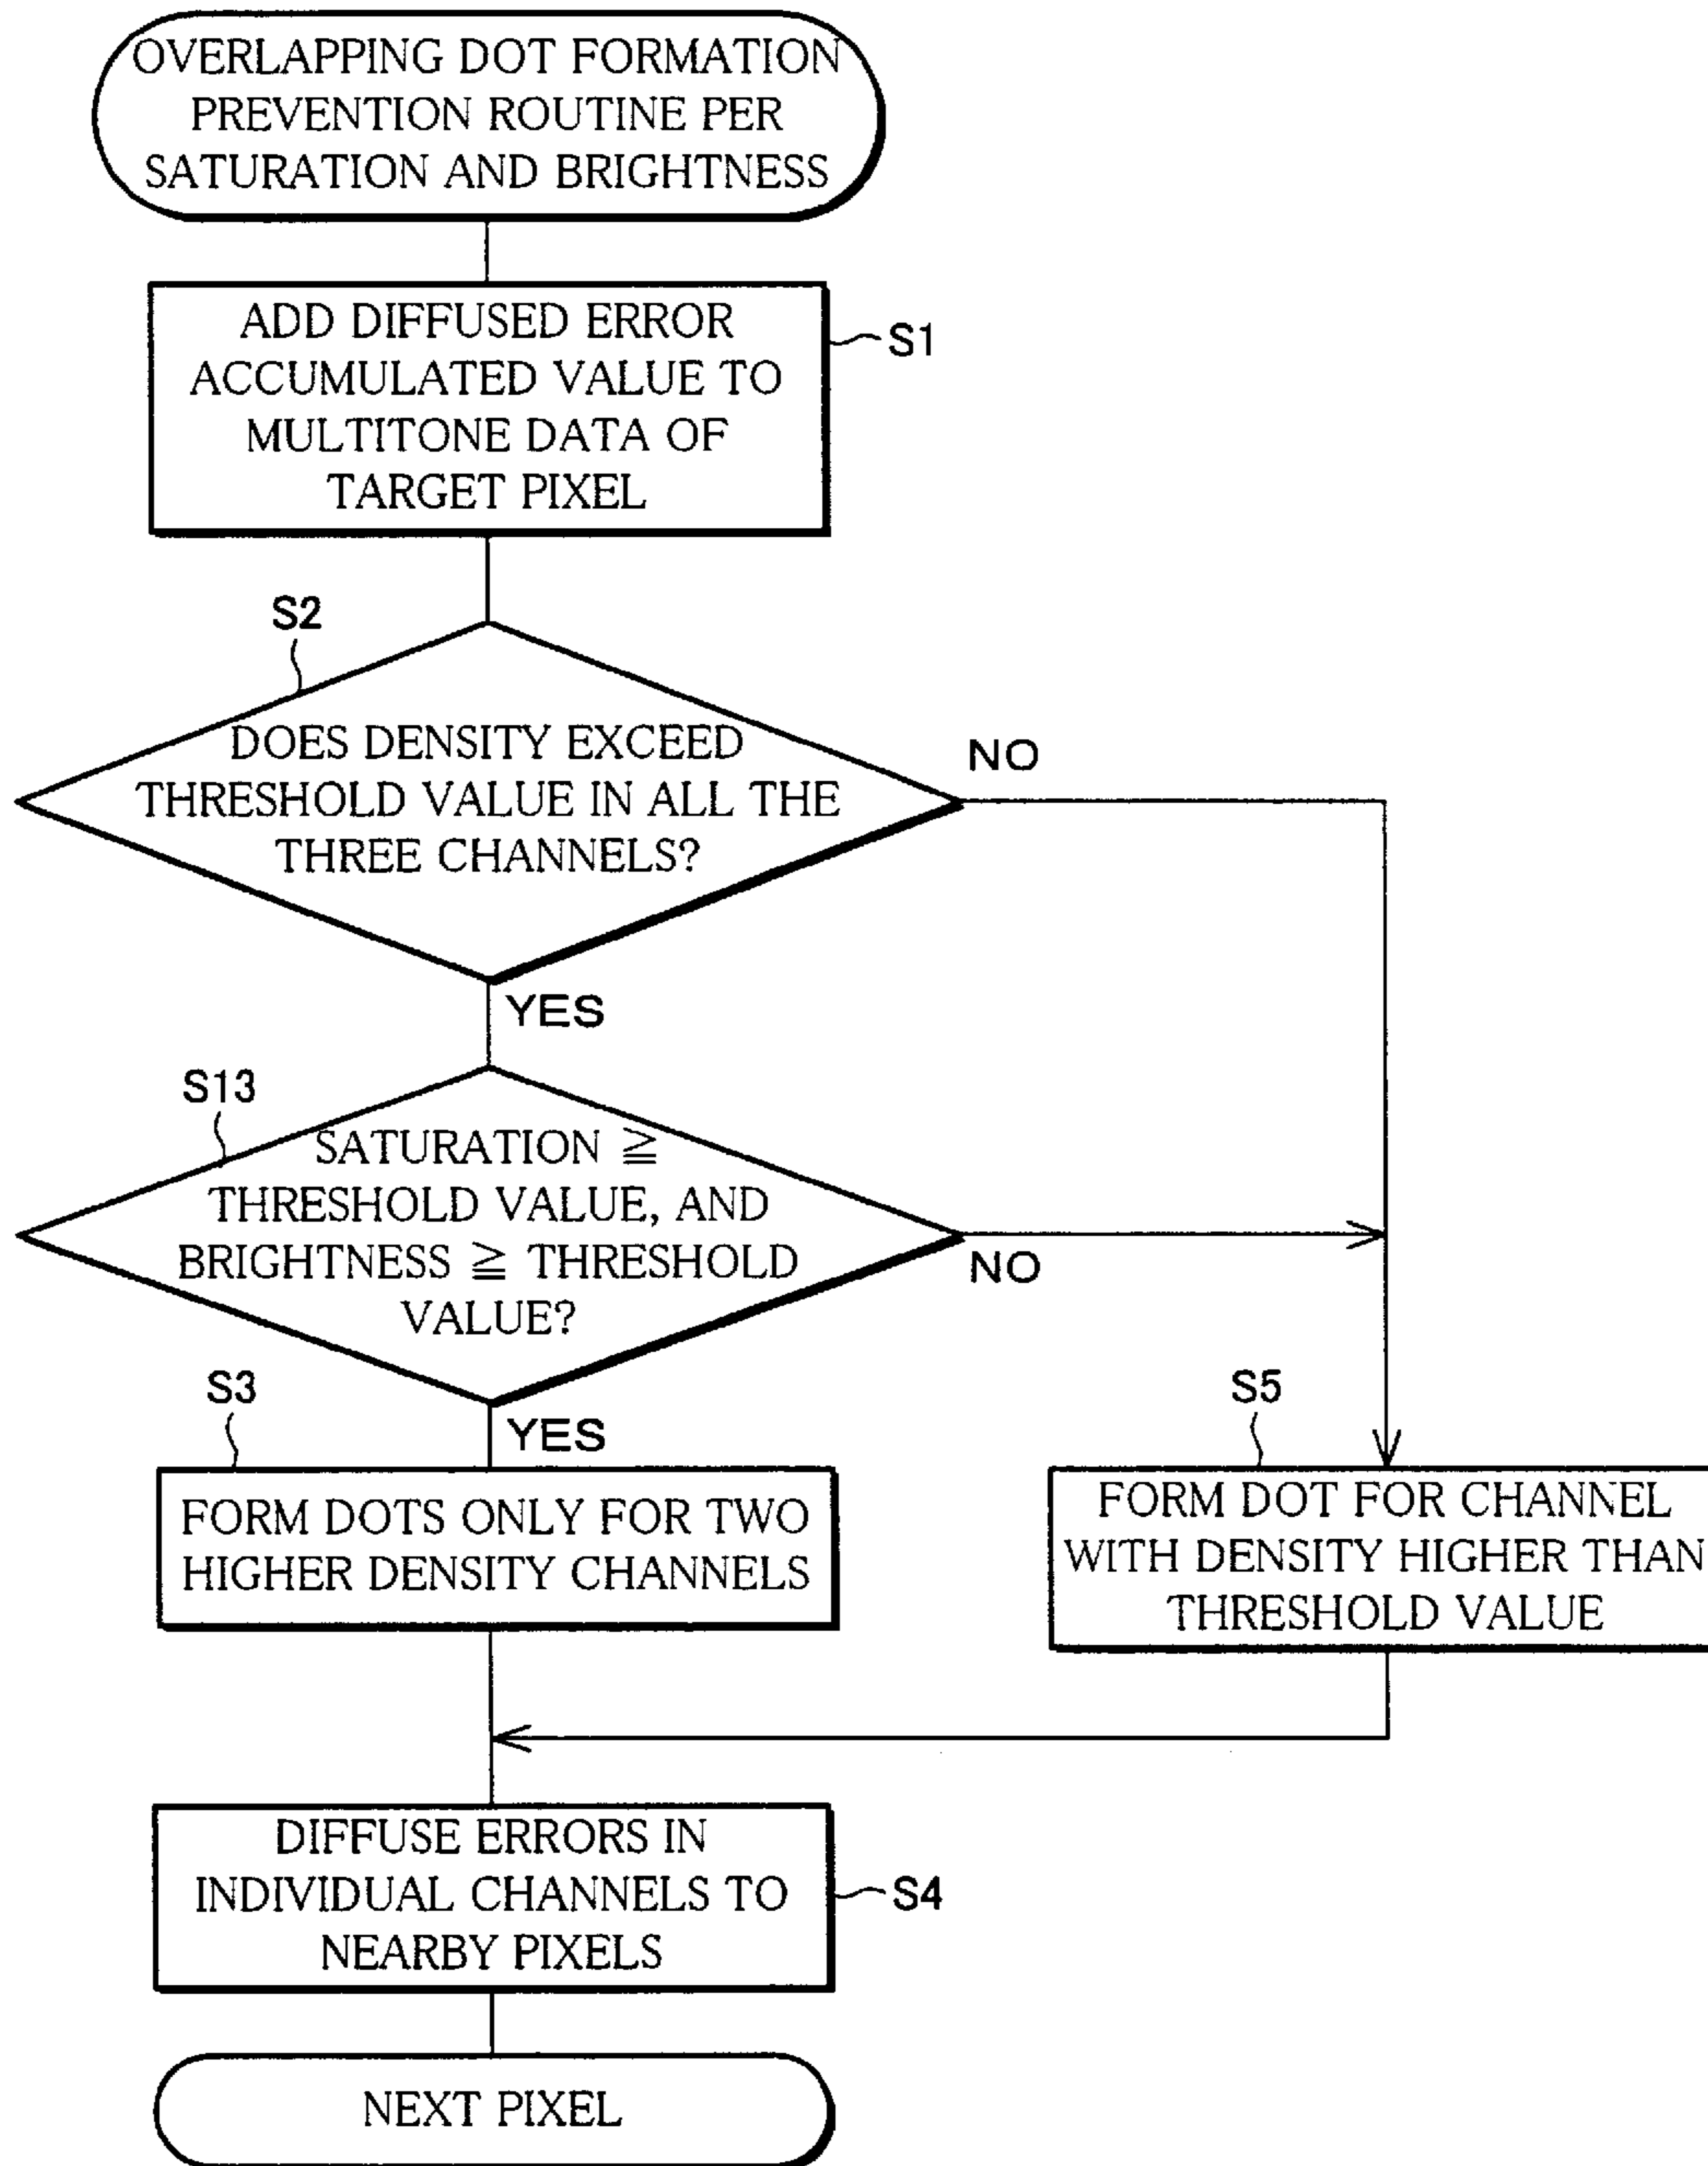 OVERLAPPING DOT FORMATION
PREVENTION ROUTINE PER
SATURATION AND BRIGHTNESS
ADD DIFFUSED ERROR
ACCUMULATED VALUE TO
MULTITONE DATA OF
TARGET PIXEL
S1
S2
DOES DENSITY EXCEED
THRESHOLD VALUE IN ALL THE
THREE CHANNELS?
NO
YES
S13
SATURATION ≧
THRESHOLD VALUE, AND
BRIGHTNESS ≧ THRESHOLD
VALUE?
NO
YES
S3
FORM DOTS ONLY FOR TWO
HIGHER DENSITY CHANNELS
S5
FORM DOT FOR CHANNEL
WITH DENSITY HIGHER THAN
THRESHOLD VALUE
DIFFUSE ERRORS IN
INDIVIDUAL CHANNELS TO
NEARBY PIXELS
S4
NEXT PIXEL